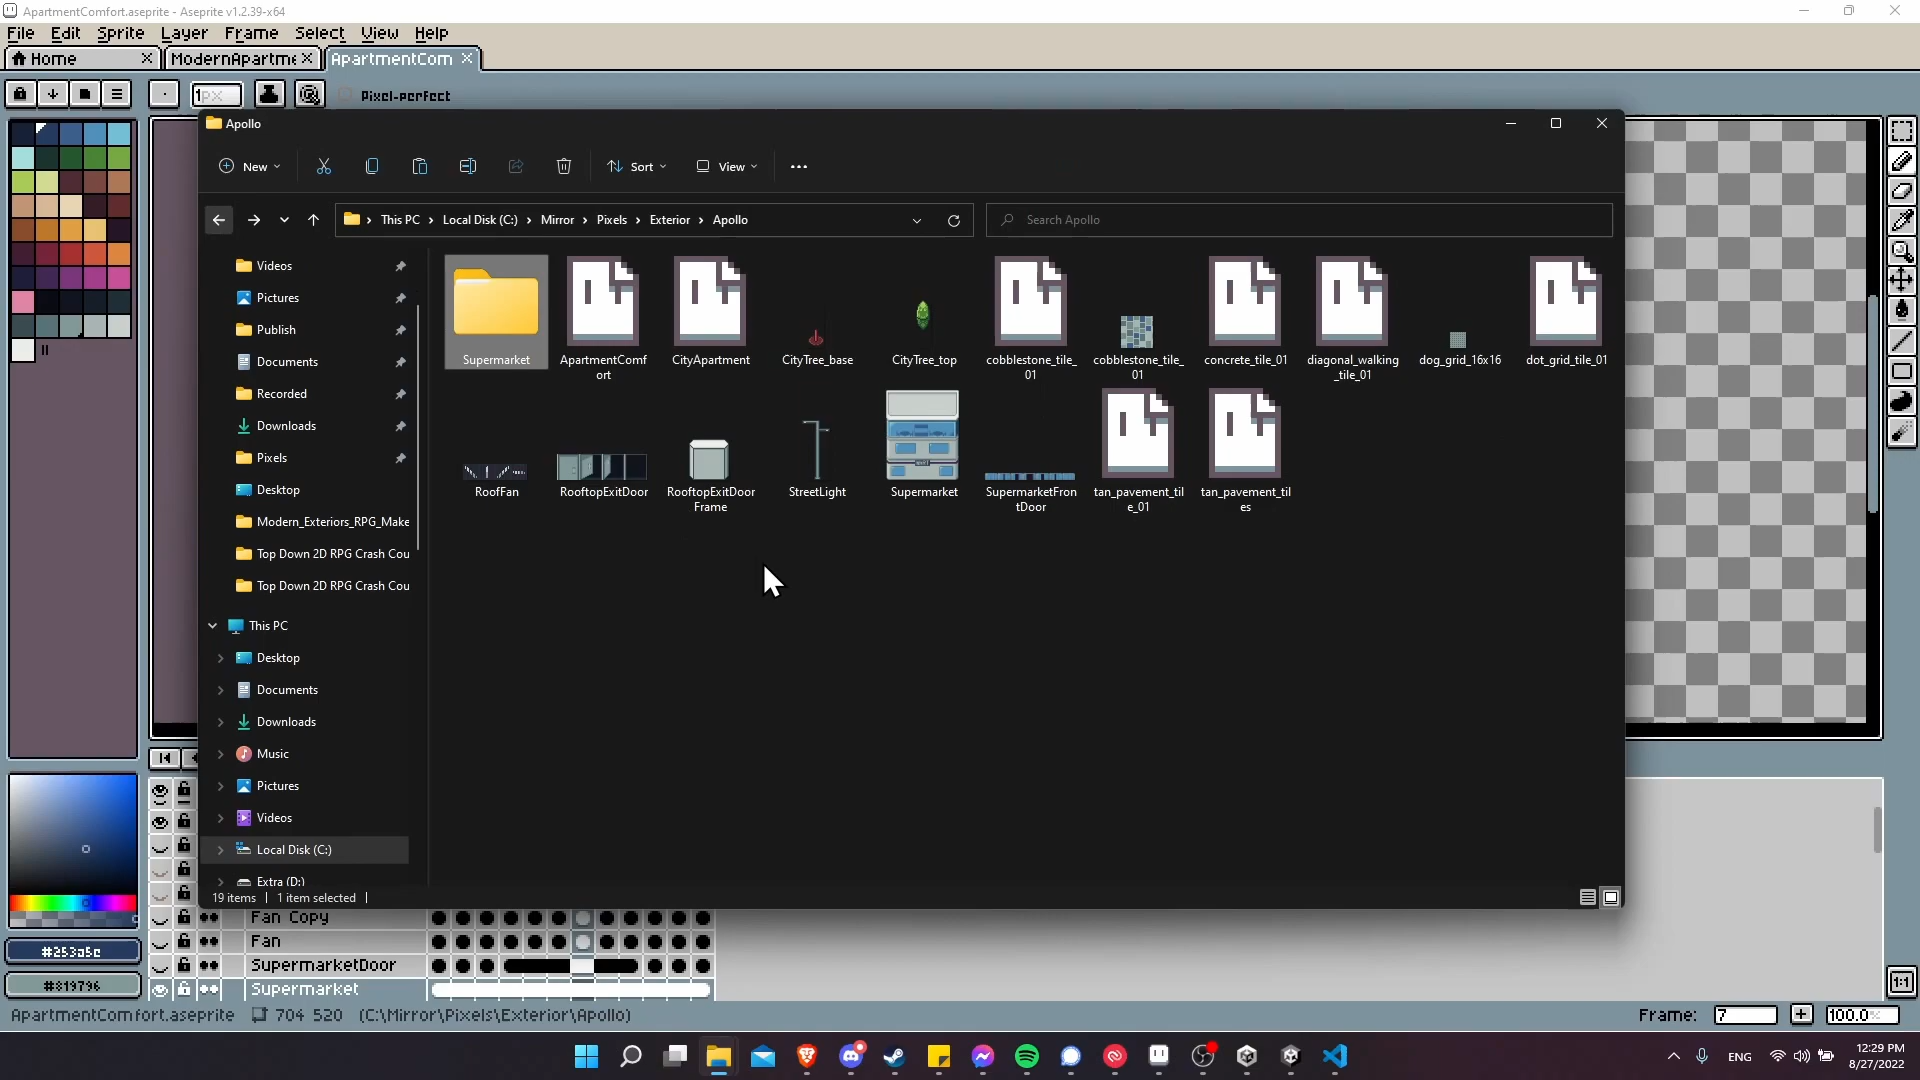 ApartmentComfort.aseprite - Aseprite v1.2.39-x64
File Edit Sprite Layer Frame Select View Help
Home
ModernApartme
ApartmentCom
1px
Pixel-perfect
Apollo
New
Sort
View
This PC
Local Disk (C:)
Mirror
Pixels
Exterior
Apollo
Search Apollo
Videos
Pictures
Publish
Documents
Recorded
Downloads
Pixels
Desktop
Modern_Exteriors_RPG_Make
Top Down 2D RPG Crash Cou
Top Down 2D RPG Crash Cou
This PC
Desktop
Documents
Downloads
Music
Pictures
Videos
Local Disk (C:)
Extra (D:)
Supermarket
ApartmentComf
ort
CityApartment
CityTree_base
CityTree_top
cobblestone_tile_
01
cobblestone_tile_
01
concrete_tile_01
diagonal_walking
_tile_01
dog_grid_16x16
dot_grid_tile_01
RoofFan
RooftopExitDoor
RooftopExitDoor
Frame
StreetLight
Supermarket
SupermarketFron
tDoor
tan_pavement_til
e_01
tan_pavement_til
es
19 items
1 item selected
Fan Copy
Fan
SupermarketDoor
Supermarket
#253a5e
#819796
1:1
ApartmentComfort.aseprite 704 520 (C:\Mirror\Pixels\Exterior\Apollo)
Frame: 7
100.0
ENG
12:29 PM
8/27/2022